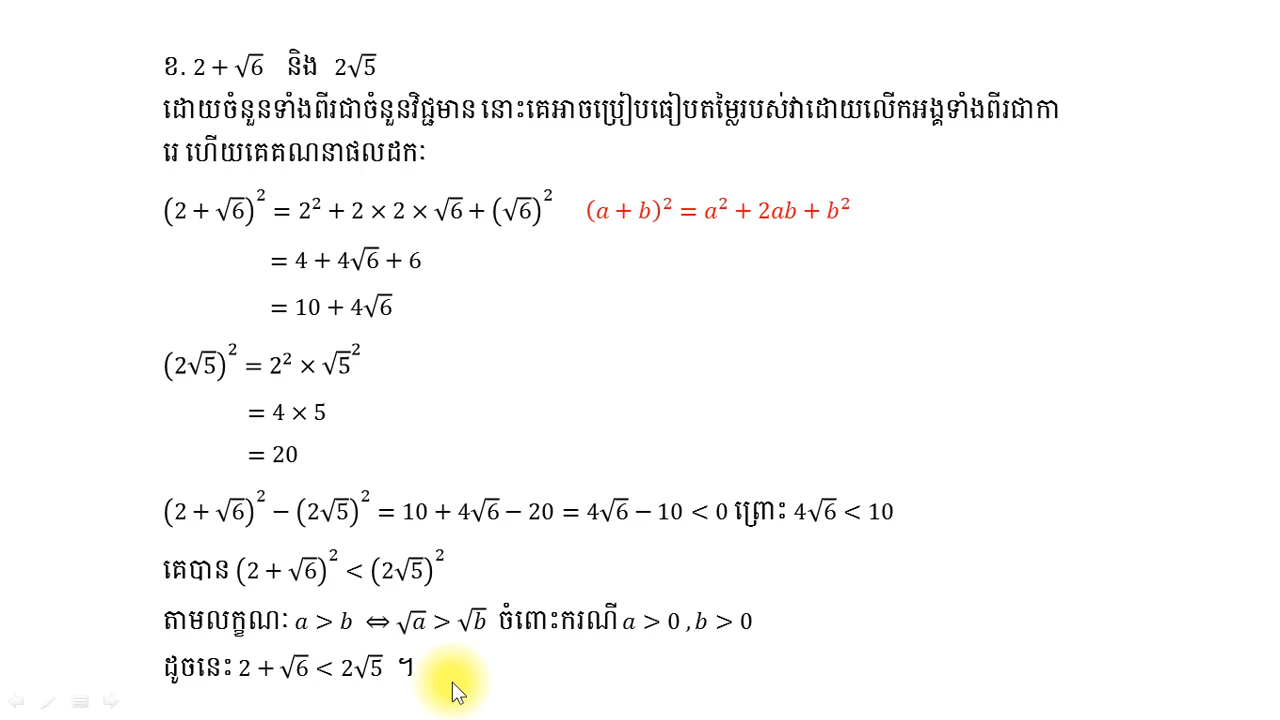 ខ. 2 + √6 និង 2√5
ដោយចំនួនទាំងពីរជាចំនួនវិជ្ជមាន នោះគេអាចប្រៀបធៀបតម្លៃរបស់វាដោយលើកអង្គទាំងពីរជាកា
រេ ហើយគេគណនាផលដកៈ
(2 + √6)² = 2² + 2 × 2 × √6 + (√6)² (a + b)² = a² + 2ab + b²
= 4 + 4√6 + 6
= 10 + 4√6
(2√5)² = 2² × √5²
= 4 × 5
= 20
(2 + √6)² − (2√5)² = 10 + 4√6 − 20 = 4√6 − 10 < 0 ព្រោះ 4√6 < 10
គេបាន (2 + √6)² < (2√5)²
តាមលក្ខណៈ a > b ⇔ √a > √b ចំពោះករណី a > 0 , b > 0
ដូចនេះ 2 + √6 < 2√5 ។